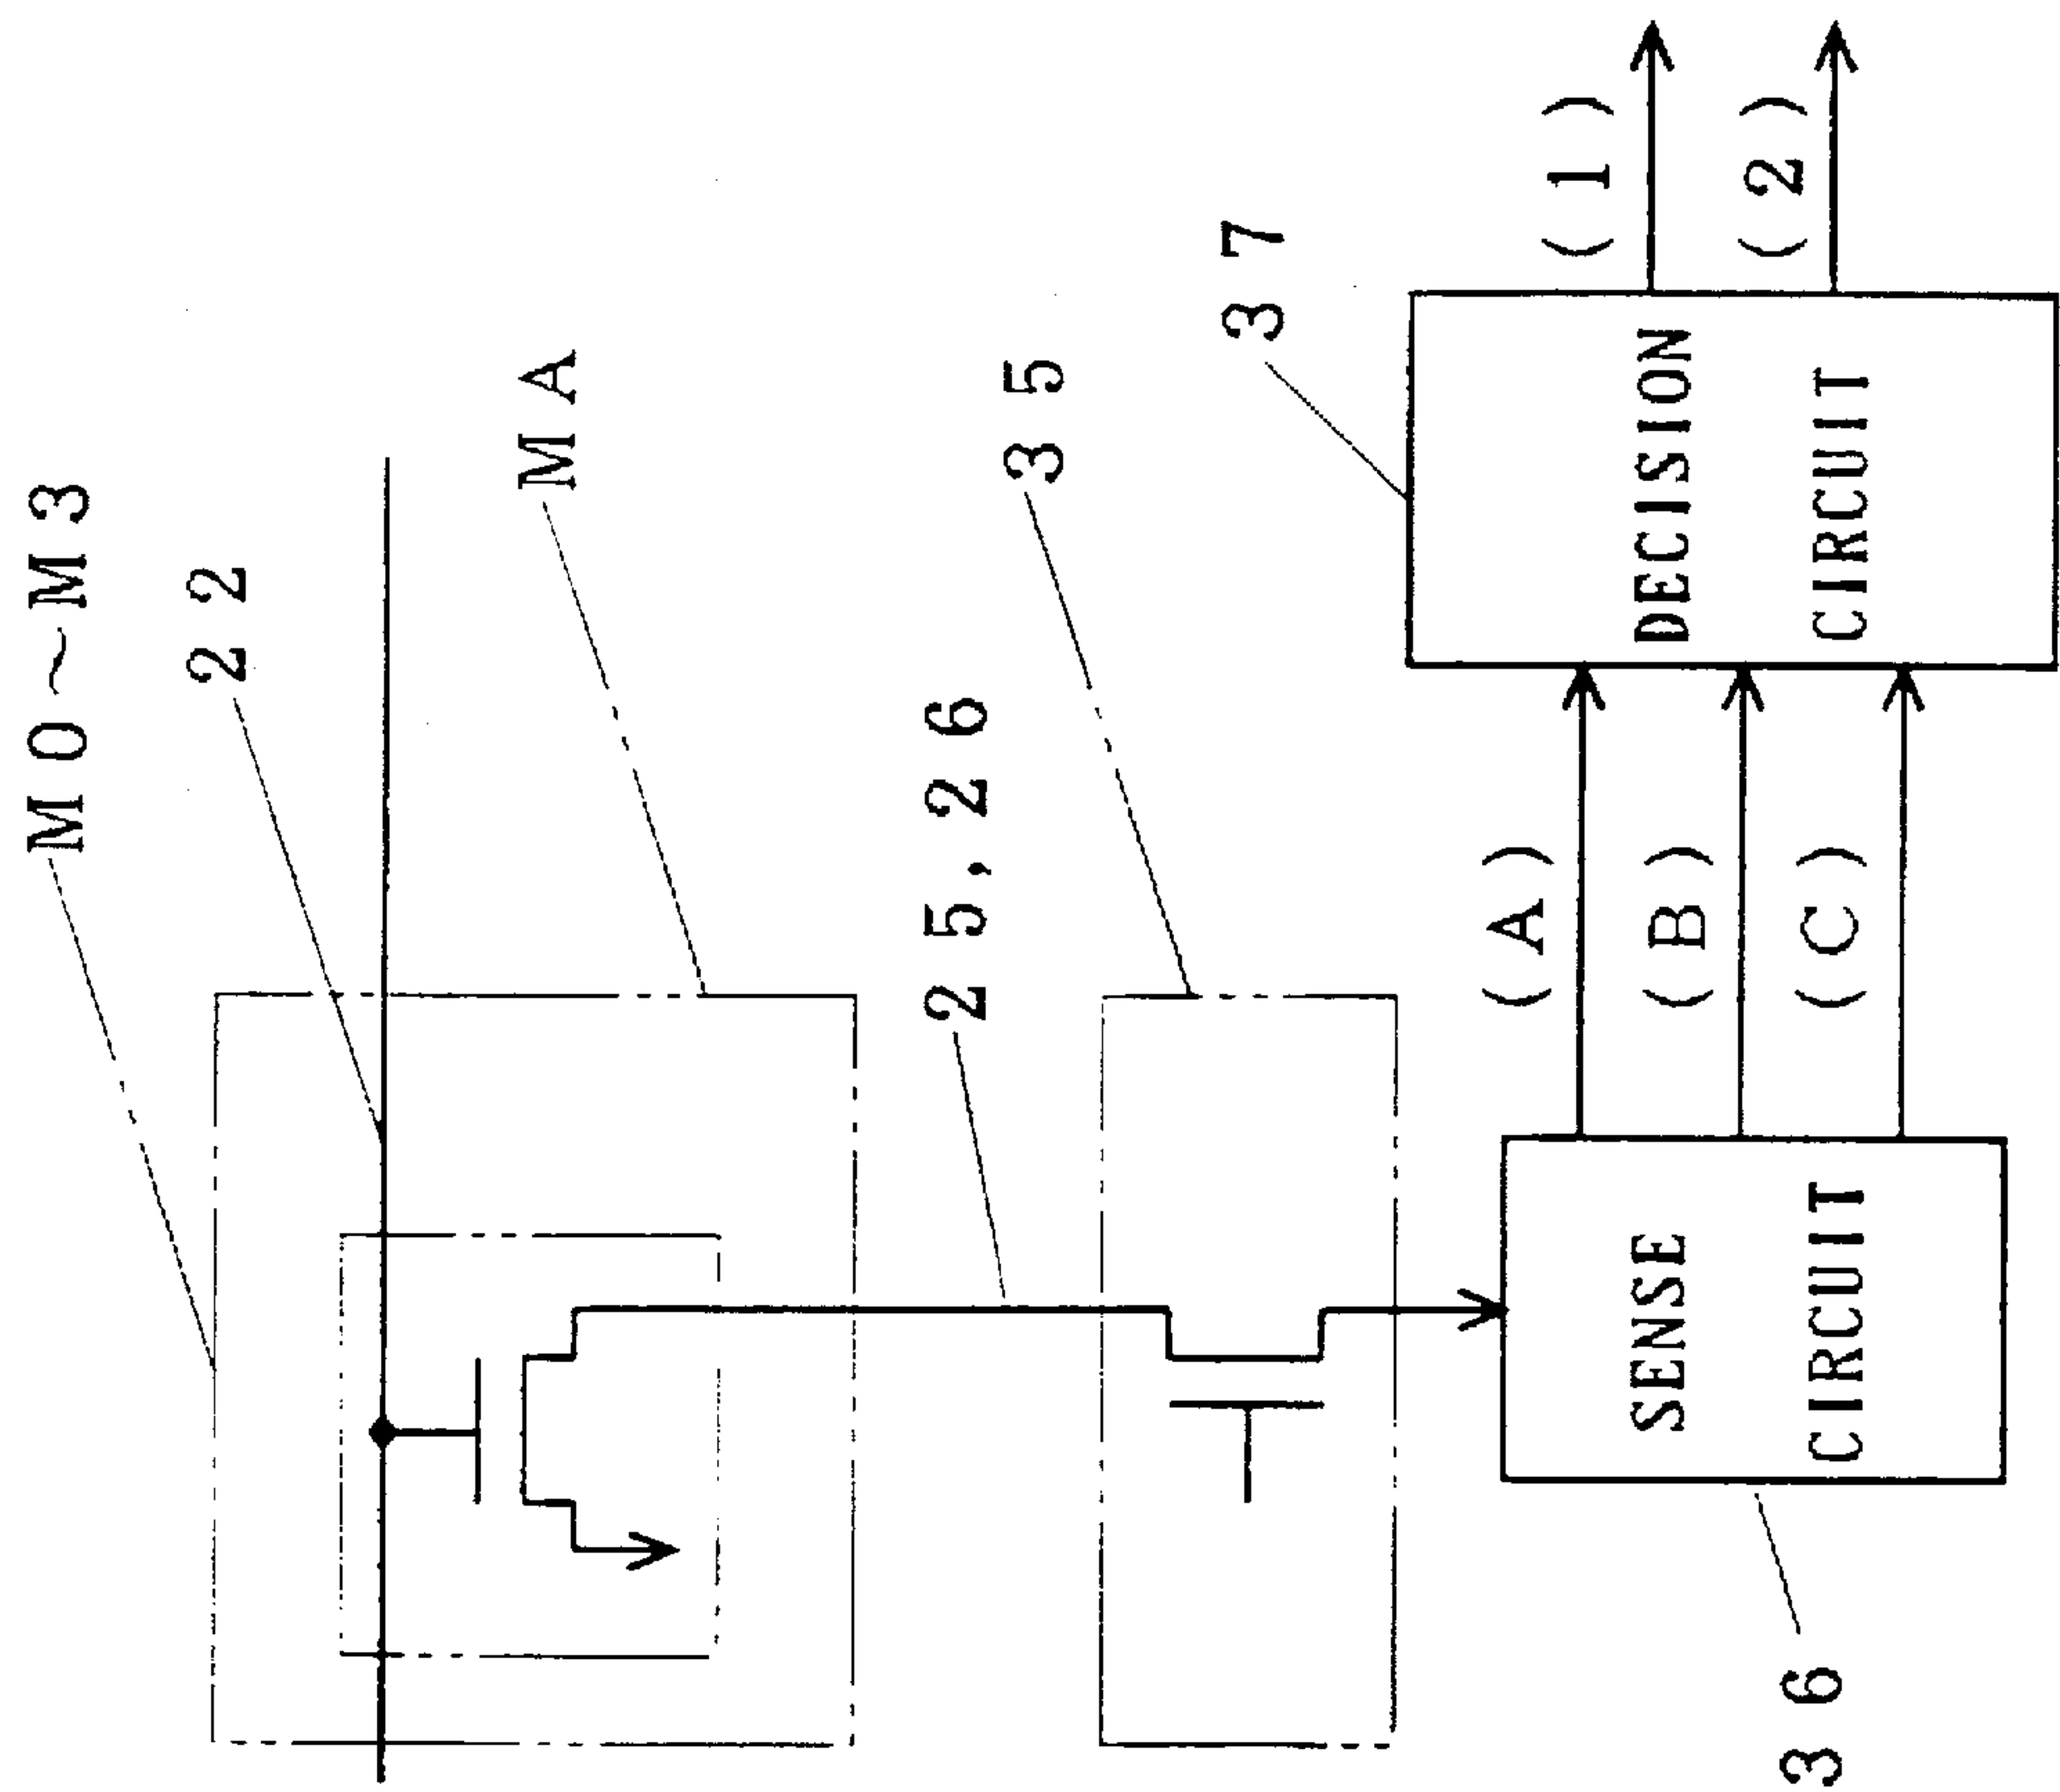 M0~M3
22
MA
25,26
35
37
(A)
(B)
(C)
(1)
(2)
DECISION
CIRCUIT
SENSE
CIRCUIT
36